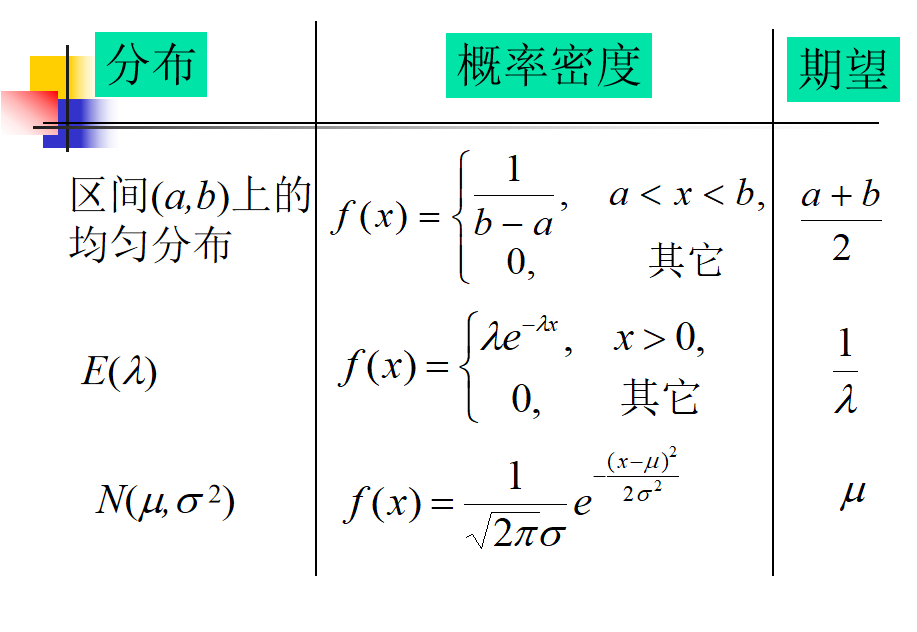 分布 概率密度 期望
区间(a,b)上的均匀分布 f(x) = { 1/(b − a), a < x < b, 0, 其它 (a + b)/2
E(λ) f(x) = { λe^{−λx}, x > 0, 0, 其它 1/λ
N(μ,σ²) f(x) = 1/(√(2π)σ) e^{−(x−μ)²/(2σ²)} μ